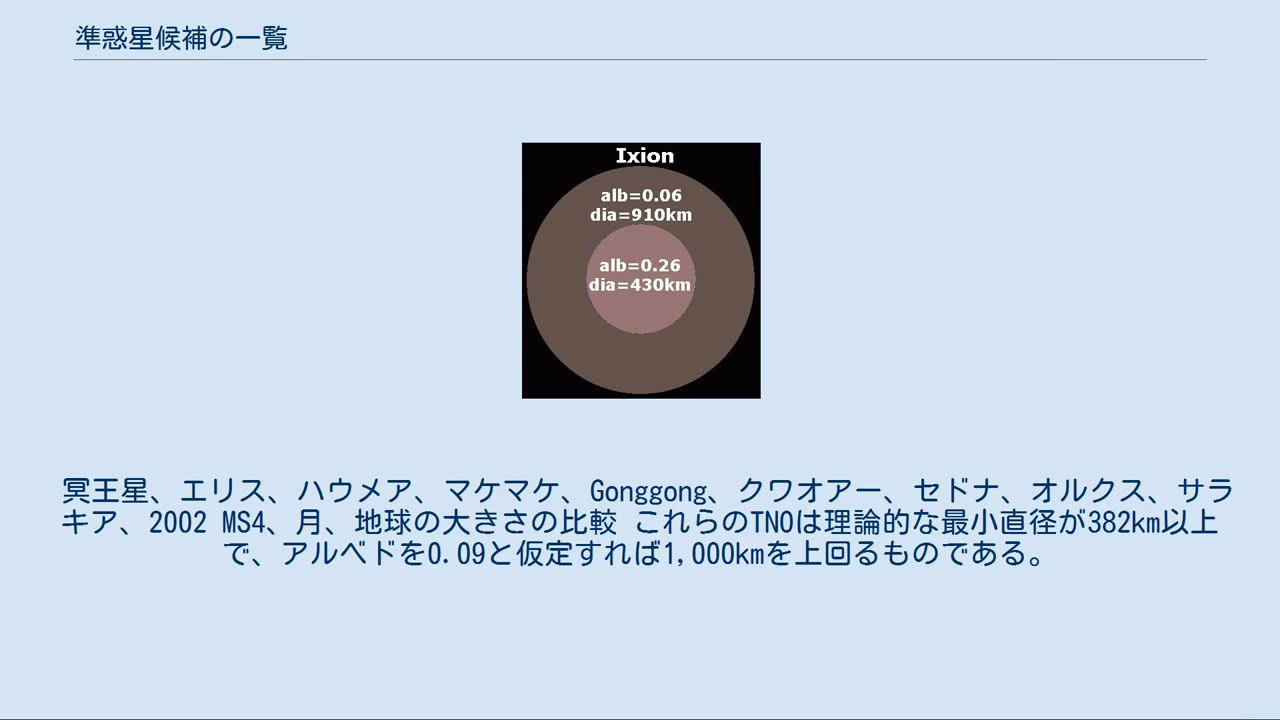 準惑星候補の一覧
Ixion
alb=0.06
dia=910km
alb=0.26
dia=430km
冥王星、エリス、ハウメア、マケマケ、Gonggong、クワオアー、セドナ、オルクス、サラ
キア、2002 MS4、月、地球の大きさの比較 これらのTNOは理論的な最小直径が382km以上
で、アルベドを0.09と仮定すれば1,000kmを上回るものである。